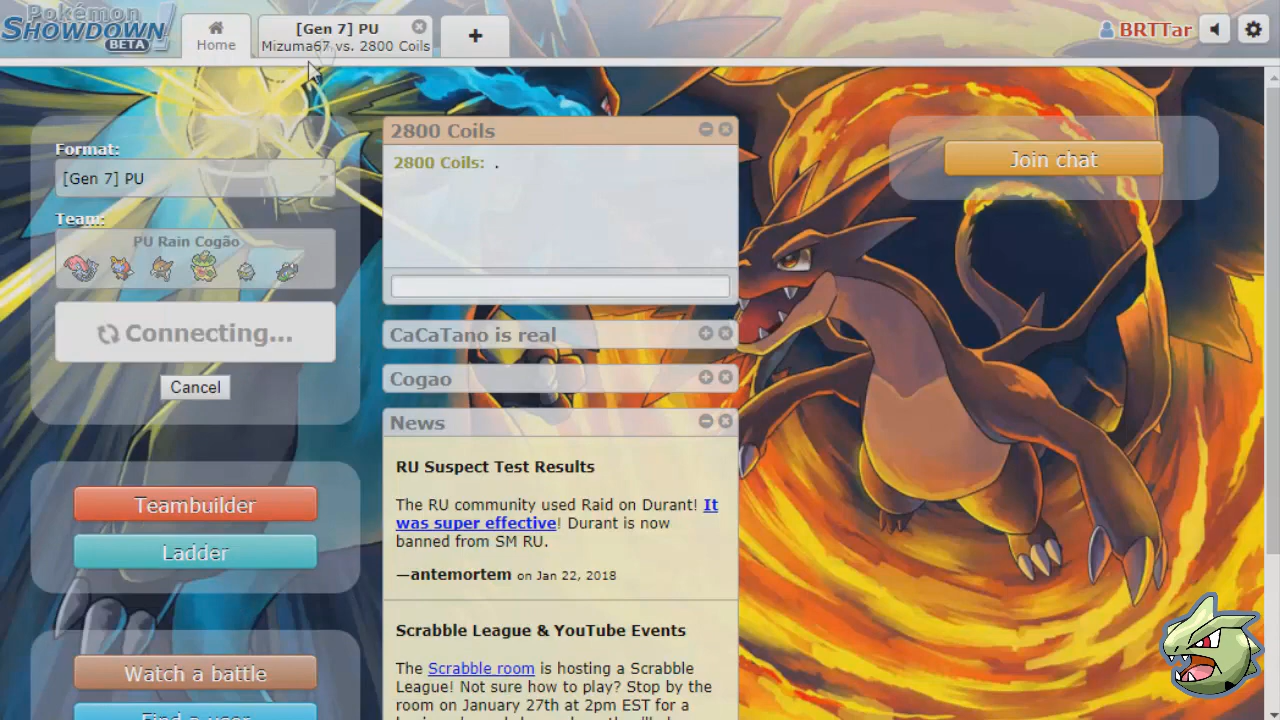 Pokémon
SHOWDOWN!
BETA
Home
[Gen 7] PU
Mizuma67 vs. 2800 Coils
BRTTar
Format:
[Gen 7] PU
Team:
PU Rain Cogão
Connecting...
Cancel
Teambuilder
Ladder
Watch a battle
Find a user
2800 Coils
2800 Coils: .
CaCaTano is real
Cogao
News
RU Suspect Test Results
The RU community used Raid on Durant! It
was super effective! Durant is now
banned from SM RU.
—antemortem on Jan 22, 2018
Scrabble League & YouTube Events
The Scrabble room is hosting a Scrabble
League! Not sure how to play? Stop by the
room on January 27th at 2pm EST for a
Join chat